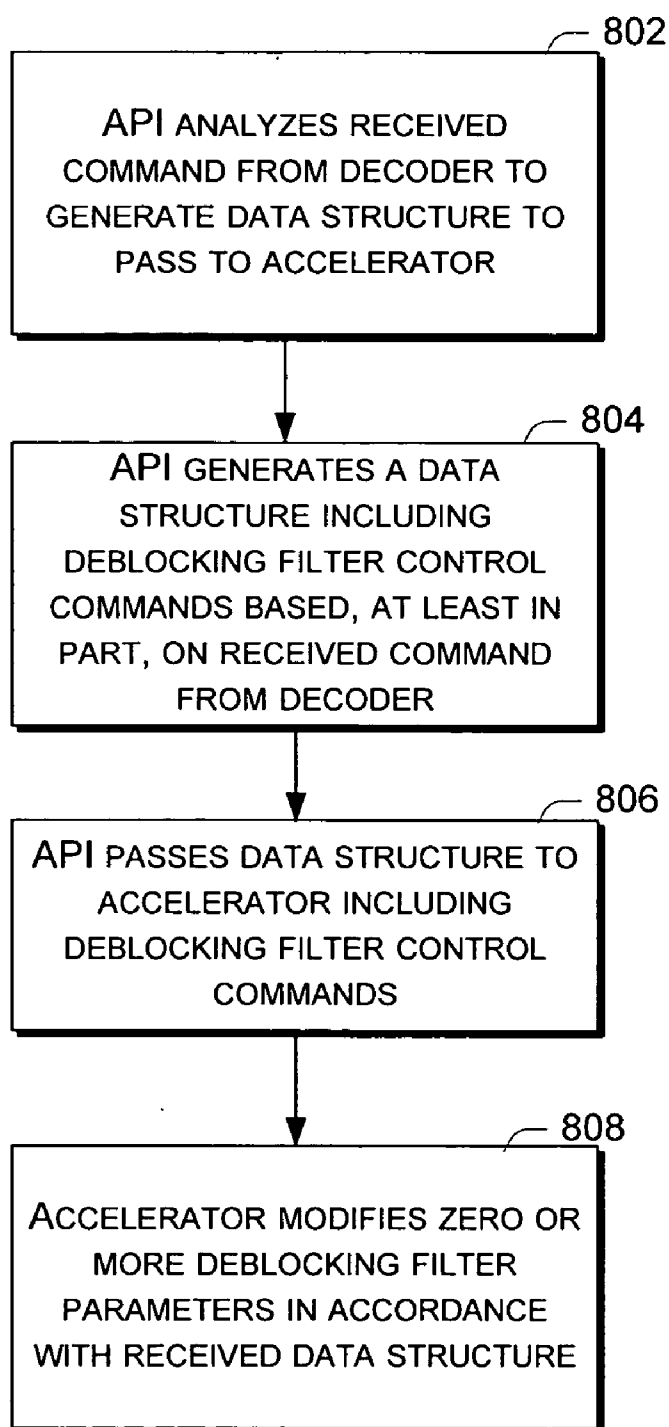 802
API ANALYZES RECEIVED
COMMAND FROM DECODER TO
GENERATE DATA STRUCTURE TO
PASS TO ACCELERATOR
804
API GENERATES A DATA
STRUCTURE INCLUDING
DEBLOCKING FILTER CONTROL
COMMANDS BASED, AT LEAST IN
PART, ON RECEIVED COMMAND
FROM DECODER
806
API PASSES DATA STRUCTURE TO
ACCELERATOR INCLUDING
DEBLOCKING FILTER CONTROL
COMMANDS
808
ACCELERATOR MODIFIES ZERO OR
MORE DEBLOCKING FILTER
PARAMETERS IN ACCORDANCE
WITH RECEIVED DATA STRUCTURE